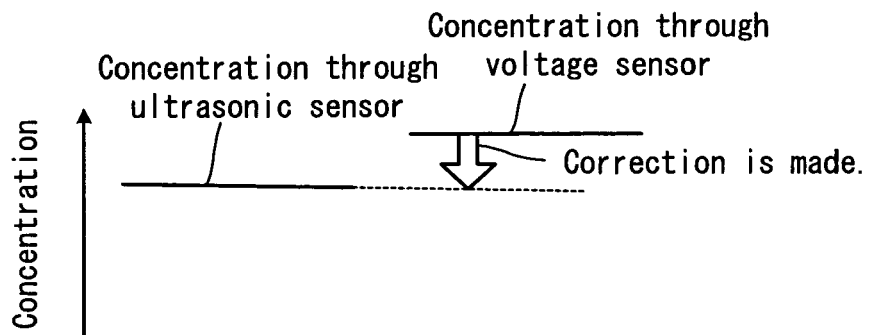 Concentration through
voltage sensor
Concentration through
ultrasonic sensor
Correction is made.
Concentration